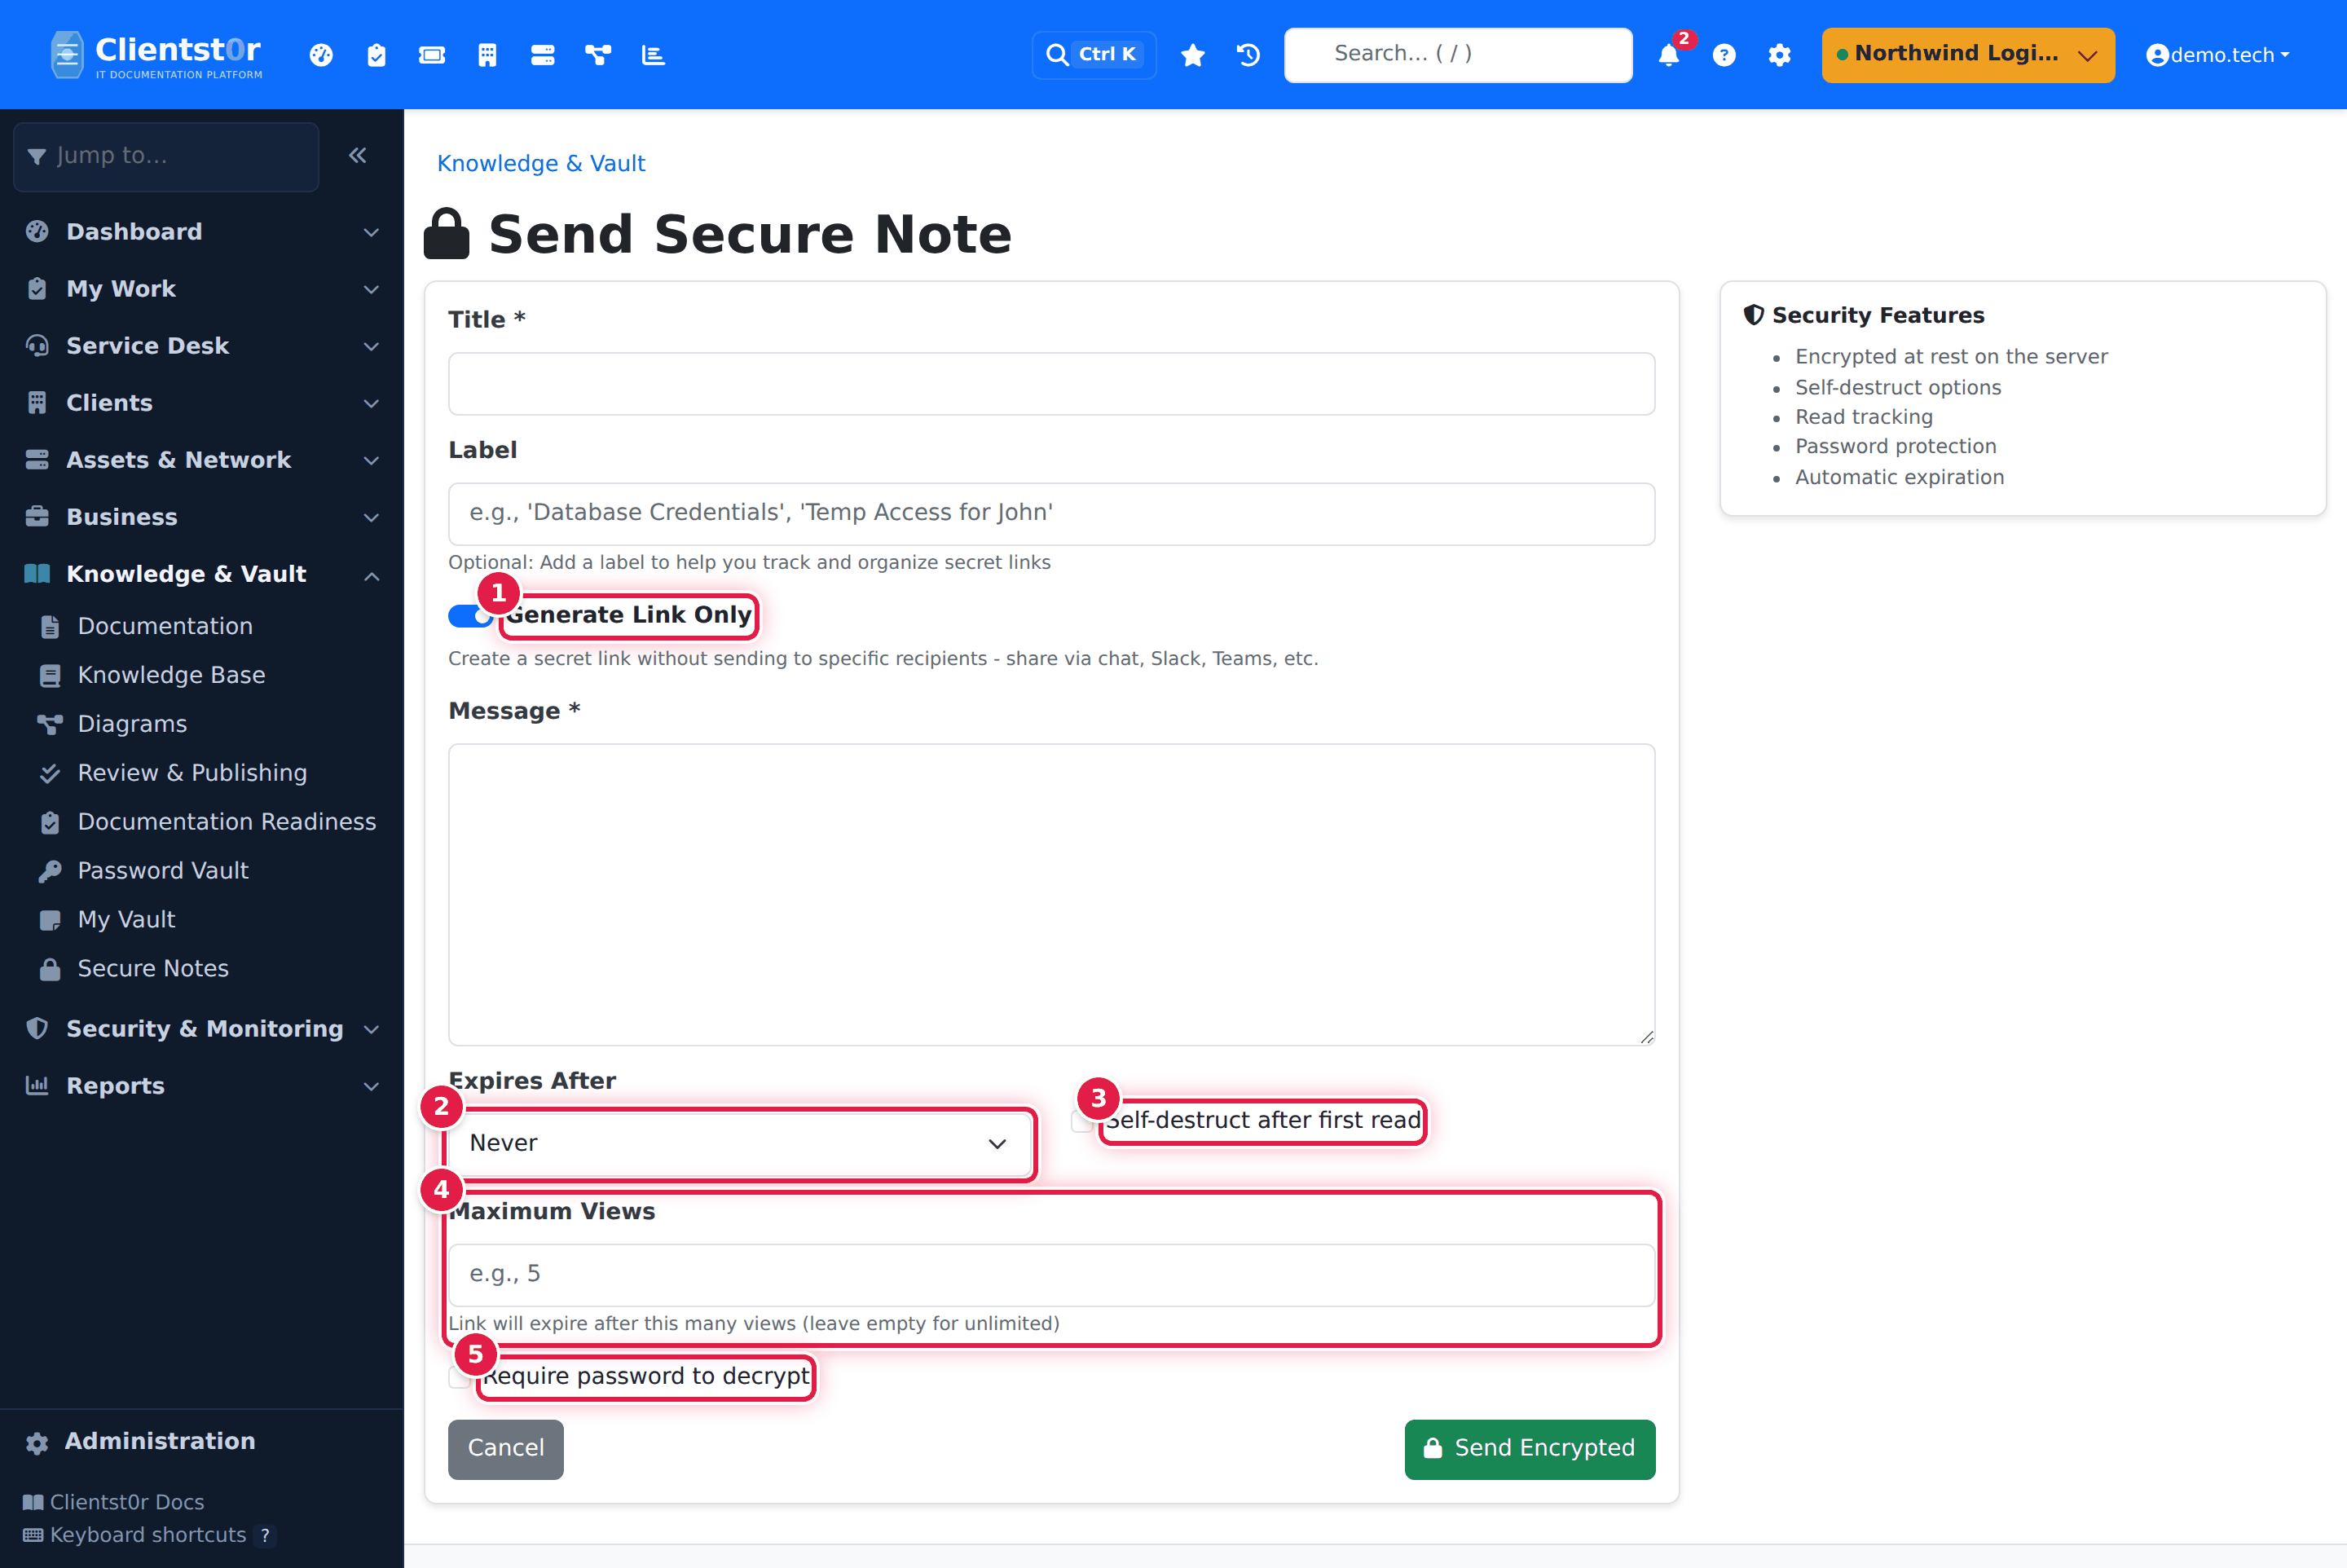 Clientst0r
IT DOCUMENTATION PLATFORM
Ctrl K
Search... ( / )
2
?
Northwind Logi...
demo.tech
Jump to...
Dashboard
My Work
Service Desk
Clients
Assets & Network
Business
Knowledge & Vault
Documentation
Knowledge Base
Diagrams
Review & Publishing
Documentation Readiness
Password Vault
My Vault
Secure Notes
Security & Monitoring
Reports
Administration
Clientst0r Docs
Keyboard shortcuts ?
Knowledge & Vault
Send Secure Note
Title *
Label
e.g., 'Database Credentials', 'Temp Access for John'
Optional: Add a label to help you track and organize secret links
1
Generate Link Only
Create a secret link without sending to specific recipients - share via chat, Slack, Teams, etc.
Message *
Expires After
2
Never
3
Self-destruct after first read
4
Maximum Views
e.g., 5
Link will expire after this many views (leave empty for unlimited)
5
Require password to decrypt
Cancel
Send Encrypted
Security Features
Encrypted at rest on the server
Self-destruct options
Read tracking
Password protection
Automatic expiration